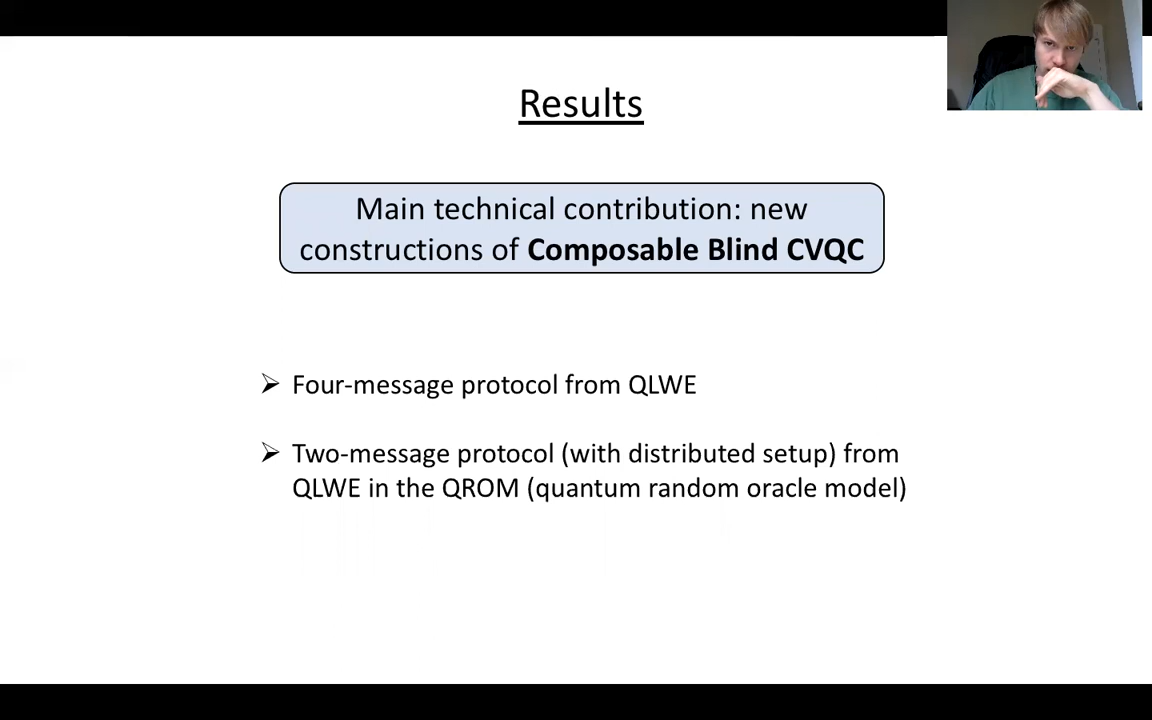 Results
Main technical contribution: new
constructions of Composable Blind CVQC
➢ Four-message protocol from QLWE
➢ Two-message protocol (with distributed setup) from
QLWE in the QROM (quantum random oracle model)